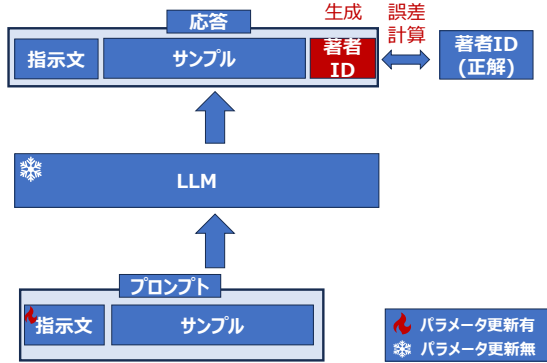 応答
生成
誤差
計算
指示文
サンプル
著者
ID
著者ID
(正解)
LLM
プロンプト
指示文
サンプル
パラメータ更新有
パラメータ更新無